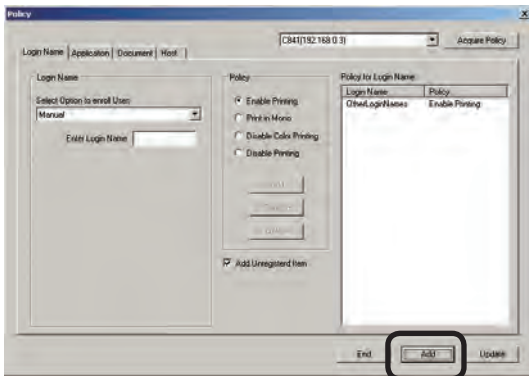 Policy
C841(192.168.0.3)
Acquire Policy
Login Name
Application
Document
Host
Login Name
Select Option to enroll User:
Manual
Enter Login Name
Policy
Enable Printing
Print in Mono
Disable Color Printing
Disable Printing
Add Unregisterd Item
Policy for Login Name
Login Name
Policy
OtherLoginNames
Enable Printing
End
Add
Update